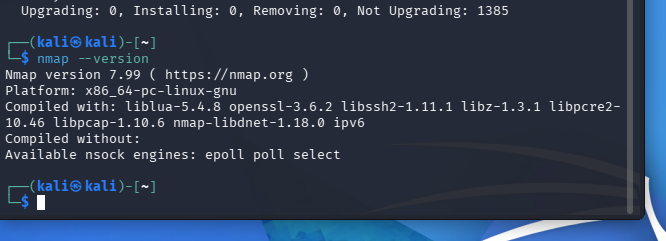 Upgrading: 0, Installing: 0, Removing: 0, Not Upgrading: 1385
┌──(kali㉿kali)-[~]
└─$ nmap --version
Nmap version 7.99 ( https://nmap.org )
Platform: x86_64-pc-linux-gnu
Compiled with: liblua-5.4.8 openssl-3.6.2 libssh2-1.11.1 libz-1.3.1 libpcre2-
10.46 libpcap-1.10.6 nmap-libdnet-1.18.0 ipv6
Compiled without:
Available nsock engines: epoll poll select
┌──(kali㉿kali)-[~]
└─$